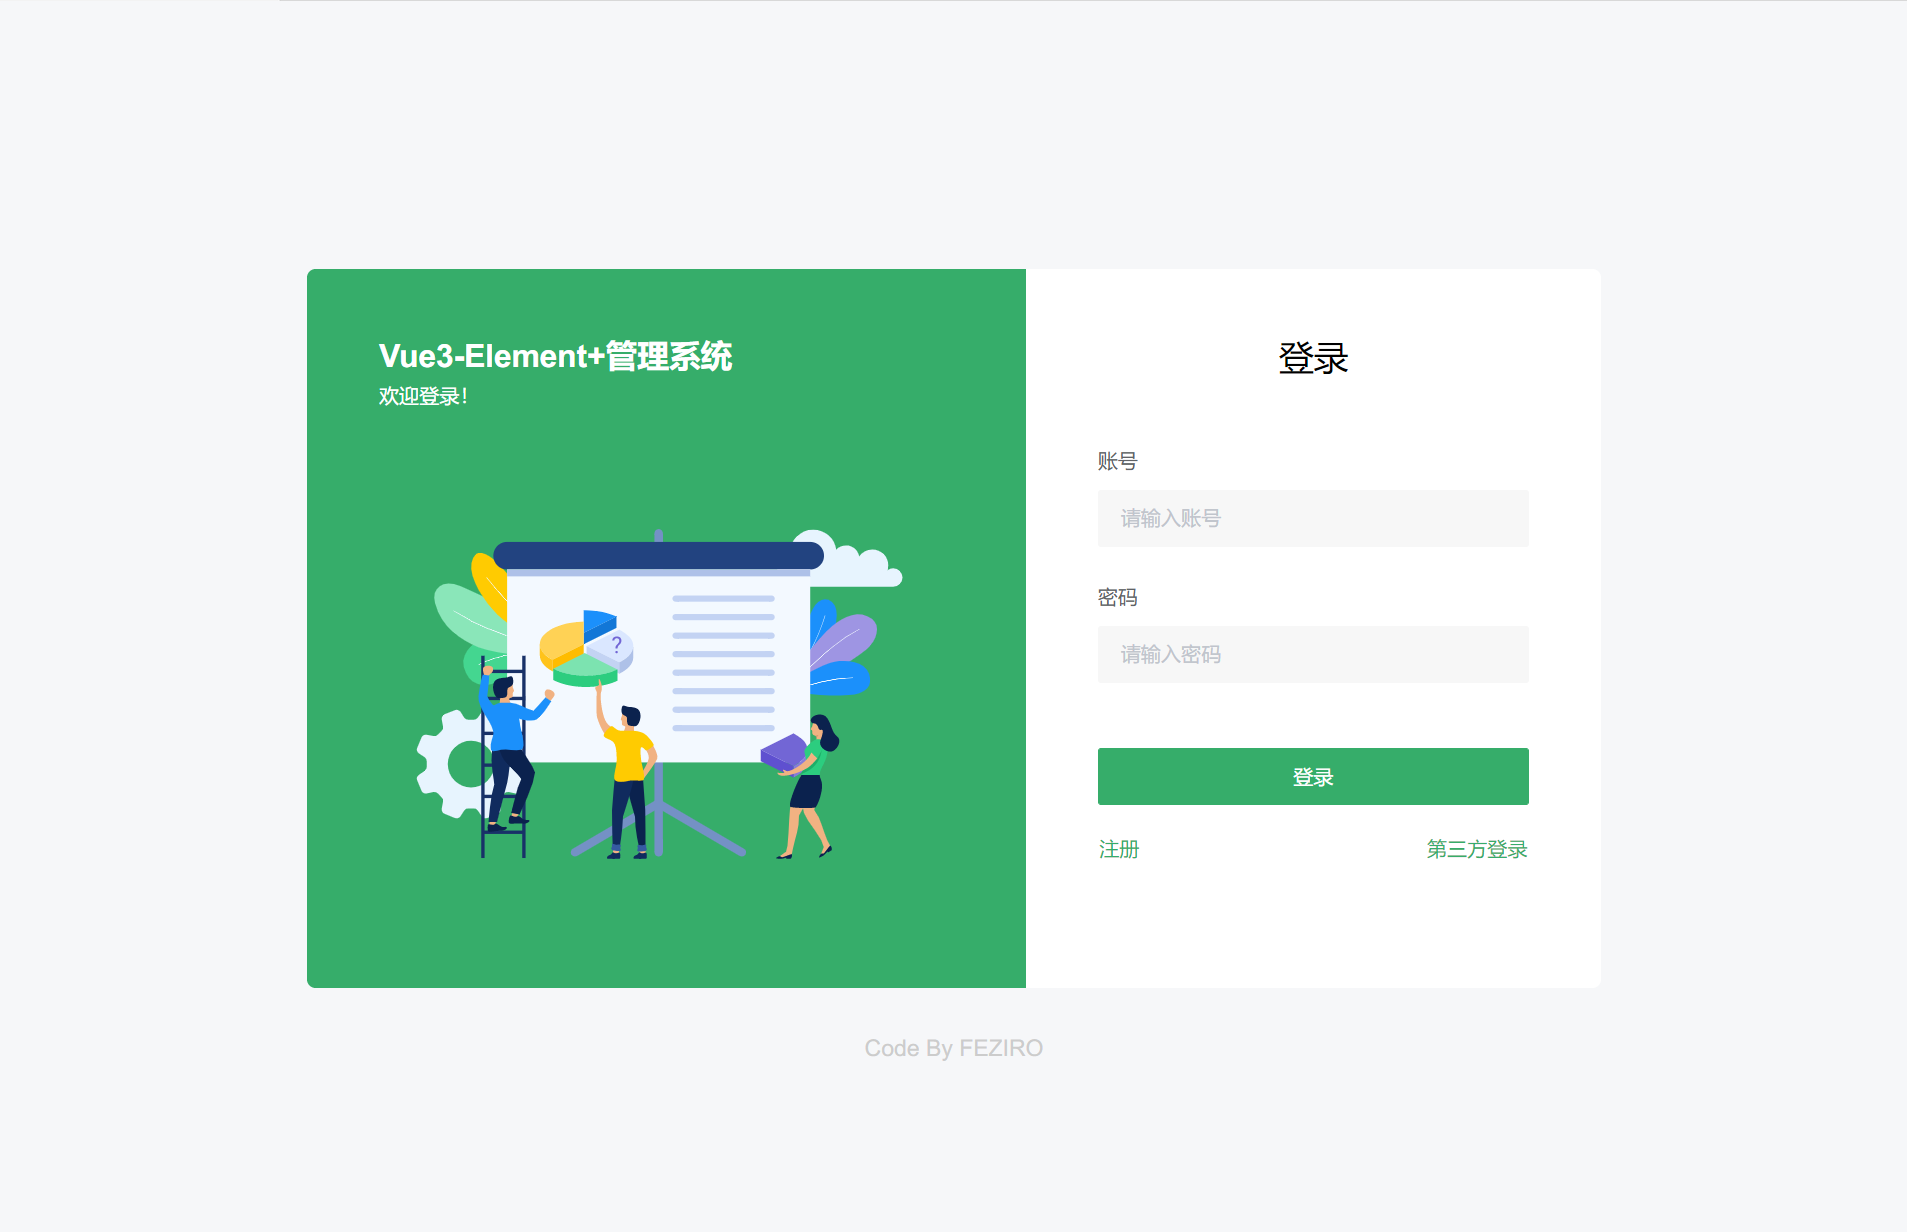 Vue3-Element+管理系统
欢迎登录!
?
登录
账号
请输入账号
密码
请输入密码
登录
注册
第三方登录
Code By FEZIRO